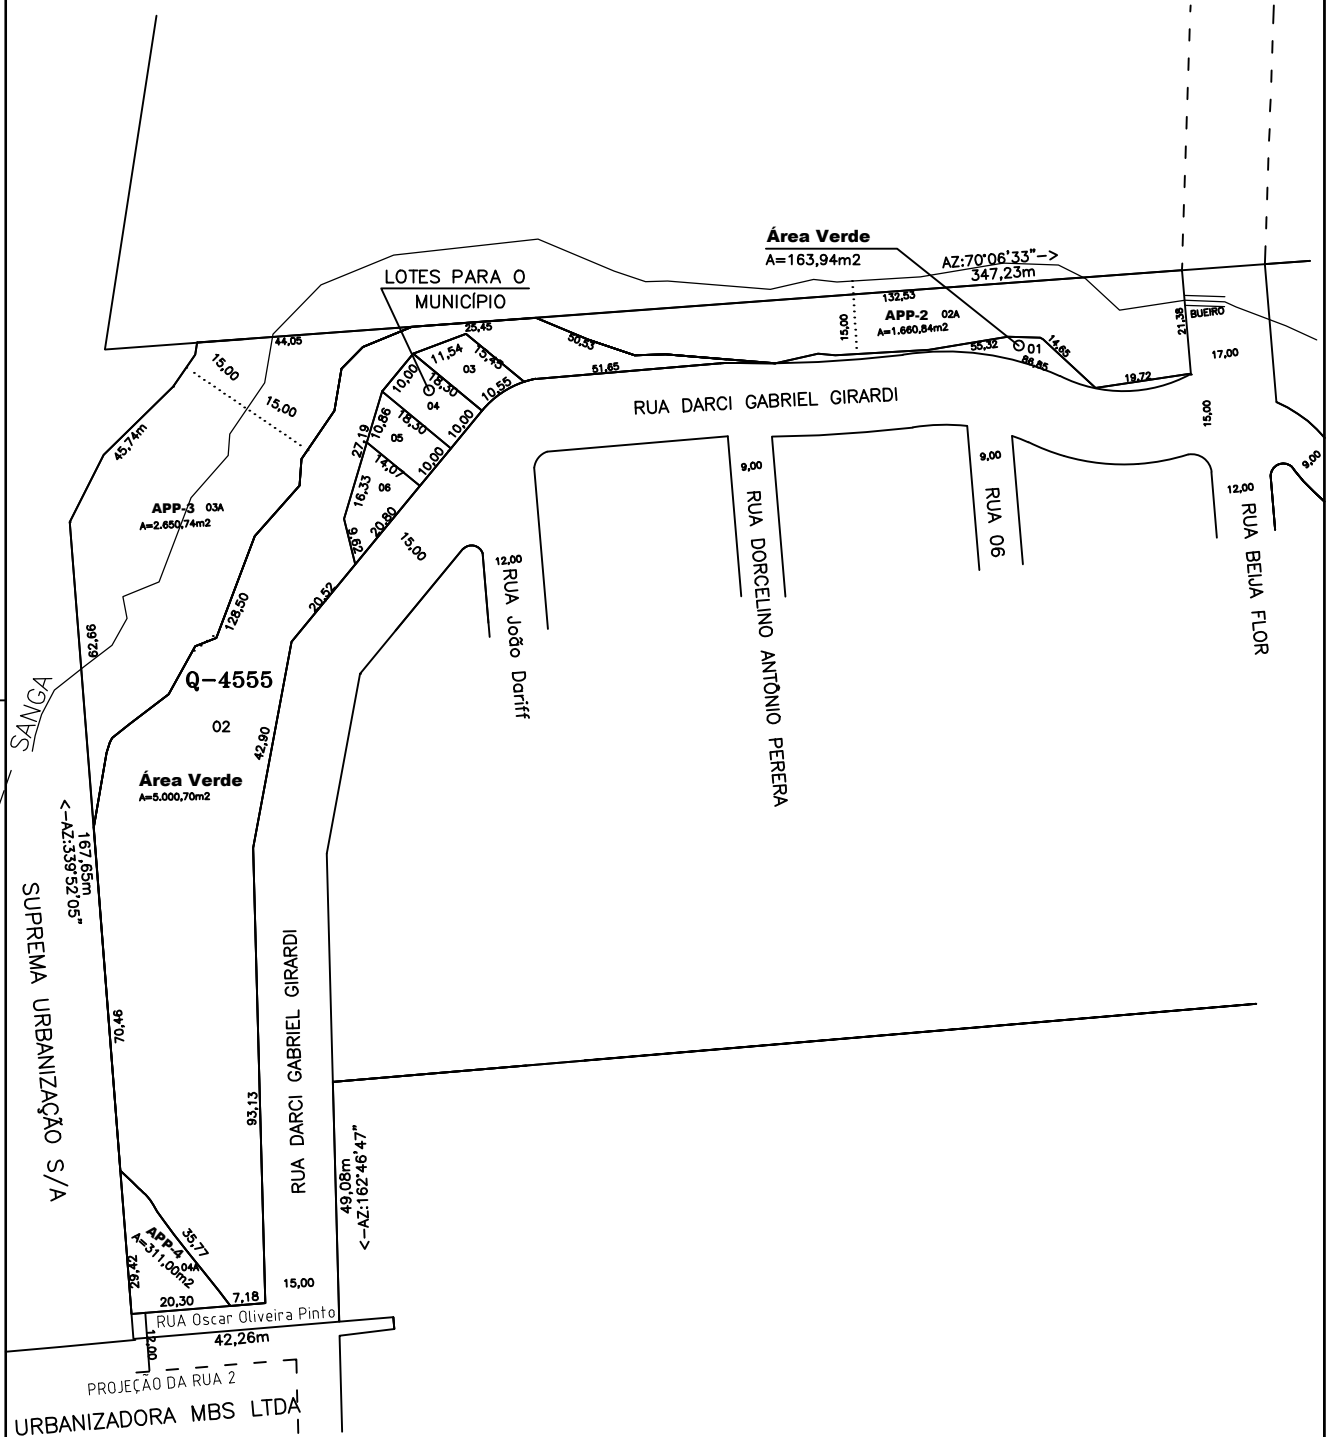 Área Verde
A=163,94m2
AZ:70°06'33"->
347,23m
LOTES PARA O
MUNICÍPIO
132,53
APP-2 02A
A=1.660,84m2
15,00
BUEIRO
21,38
17,00
25,45
44,05
50,53
51,65
55,32
01
14,65
86,85
19,72
15,00
15,00
15,00
11,54
15,43
03
10,00
18,30
04
10,55
10,86
18,30
05
10,00
27,19
14,07
10,00
16,33
06
9,62
20,80
15,00
20,52
RUA DARCI GABRIEL GIRARDI
9,00
9,00
9,00
12,00
12,00
RUA João Dariff
RUA DORCELINO ANTÔNIO PERERA
RUA 06
RUA BEIJA FLOR
45,74m
APP-3 03A
A=2.650,74m2
128,50
62,66
SANGA
Q-4555
02
42,90
Área Verde
A=5.000,70m2
167,65m
<-AZ:339°52'05"
SUPREMA URBANIZAÇÃO S/A
70,46
93,13
RUA DARCI GABRIEL GIRARDI
49,08m
<-AZ:162°46'47"
APP-4
A=311,00m2
04A
35,77
29,42
20,30
7,18
15,00
RUA Oscar Oliveira Pinto
42,26m
12,00
PROJEÇÃO DA RUA 2
URBANIZADORA MBS LTDA